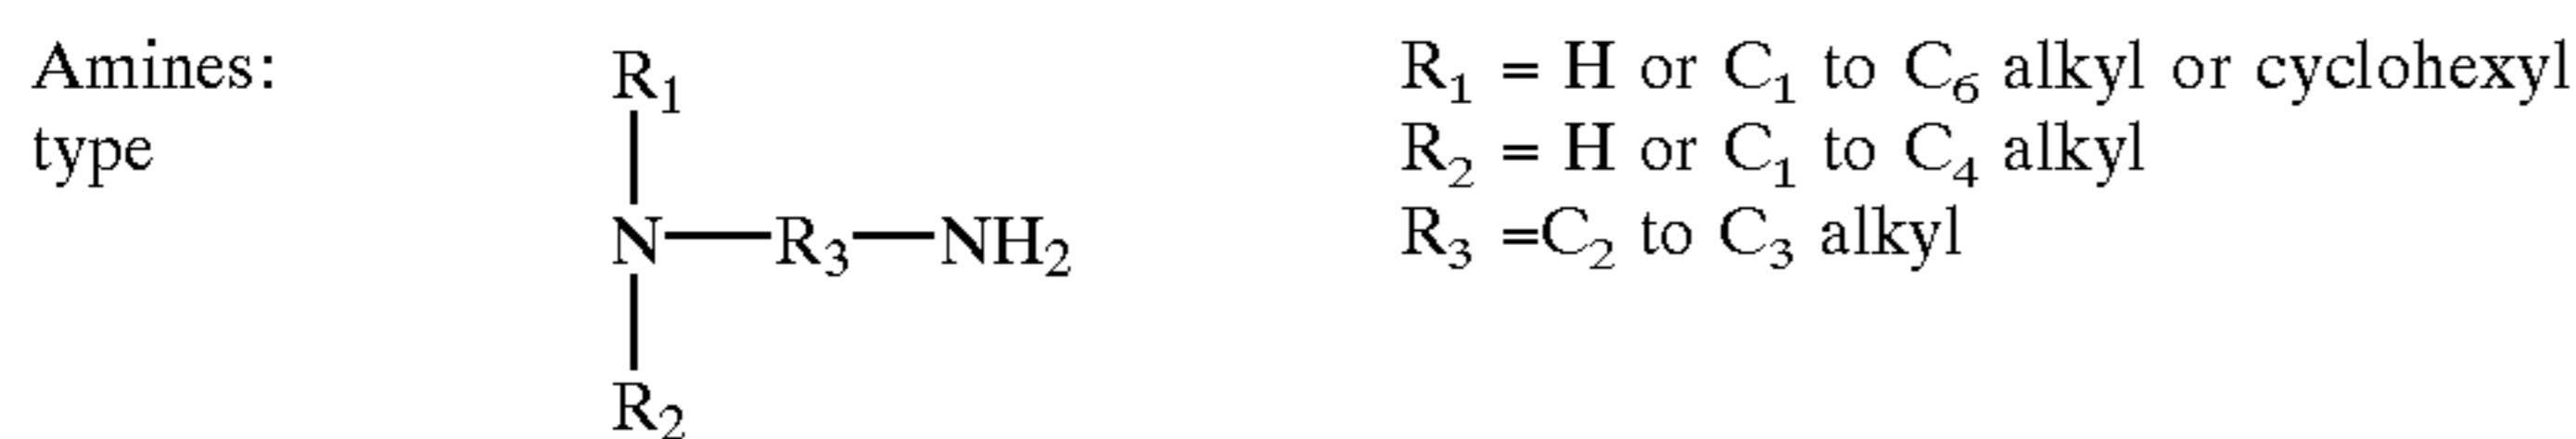 Amines:
type
R₁
N—R₃—NH₂
R₂
R₁ = H or C₁ to C₆ alkyl or cyclohexyl
R₂ = H or C₁ to C₄ alkyl
R₃ =C₂ to C₃ alkyl